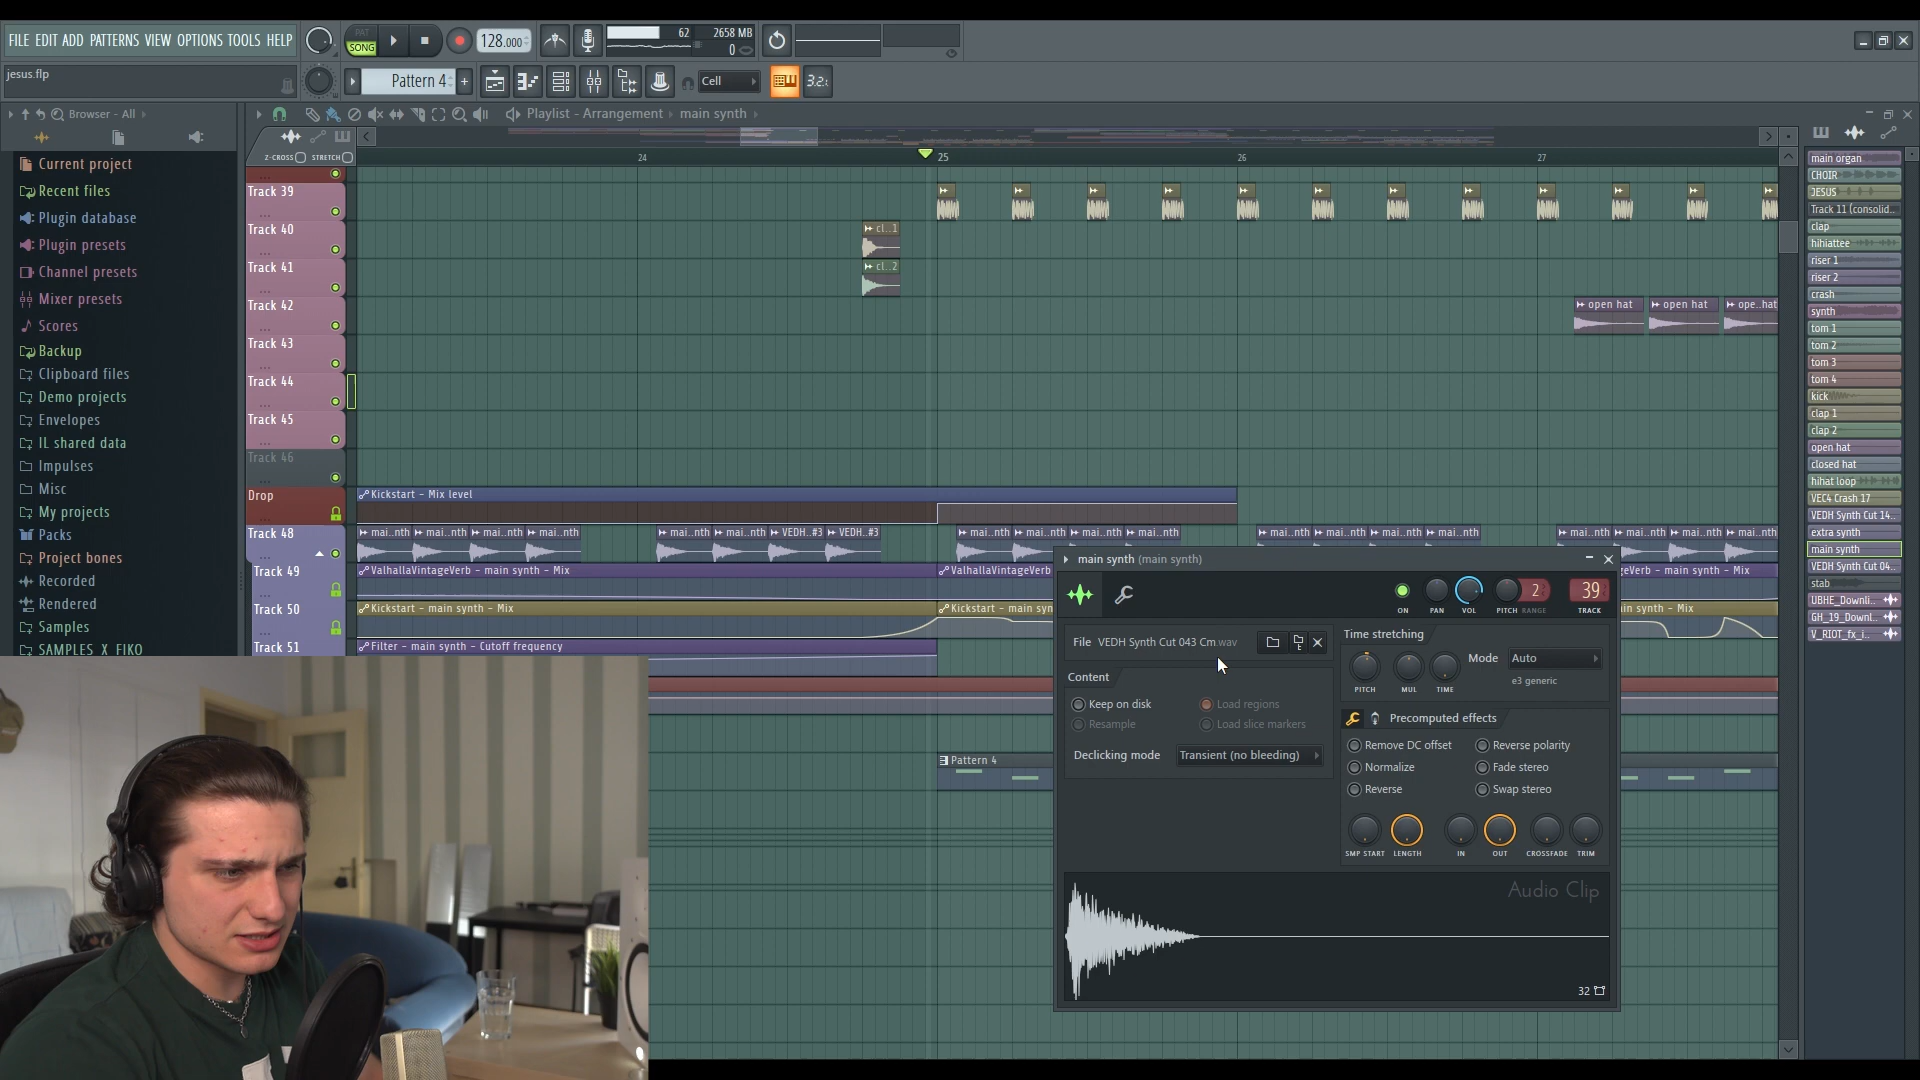 FILE EDIT ADD PATTERNS VIEW OPTIONS TOOLS HELP
PAT
SONG
128.000
62
2658 MB
0
jesus.flp
Pattern 4
+
Cell
3.2:
Browser - All
Playlist - Arrangement › main synth ›
Z-CROSS STRETCH
24
25
26
27
Current project
Recent files
Plugin database
Plugin presets
Channel presets
Mixer presets
Scores
Backup
Clipboard files
Demo projects
Envelopes
IL shared data
Impulses
Misc
My projects
Packs
Project bones
Recorded
Rendered
Samples
SAMPLES X FIKO
Track 39
Track 40
cl..1
Track 41
cl..2
Track 42
open hat
open hat
ope..hat
Track 43
Track 44
Track 45
Track 46
Drop
Kickstart - Mix level
Track 48
mai..nth mai..nth mai..nth mai..nth mai..nth mai..nth VEDH..#3 VEDH..#3 mai..nth mai..nth mai..nth mai..nth mai..nth mai..nth mai..nth mai..nth mai..nth mai..nth mai..nth
Track 49
ValhallaVintageVerb - main synth - Mix
ValhallaVintageVerb
eVerb - main synth - Mix
Track 50
Kickstart - main synth - Mix
Kickstart - main syn
in synth - Mix
Track 51
Filter - main synth - Cutoff frequency
Pattern 4
main synth (main synth)
ON
PAN
VOL
PITCH
RANGE
2
39
TRACK
File VEDH Synth Cut 043 Cm.wav
Content
Keep on disk
Load regions
Resample
Load slice markers
Declicking mode
Transient (no bleeding)
Time stretching
PITCH
MUL
TIME
Mode
Auto
e3 generic
Precomputed effects
Remove DC offset
Reverse polarity
Normalize
Fade stereo
Reverse
Swap stereo
SMP START
LENGTH
IN
OUT
CROSSFADE
TRIM
Audio Clip
32
main organ
CHOIR
JESUS
Track 11 (consolid..
clap
hihiattee
riser 1
riser 2
crash
synth
tom 1
tom 2
tom 3
tom 4
kick
clap 1
clap 2
open hat
closed hat
hihat loop
VEC4 Crash 17
VEDH Synth Cut 14..
extra synth
main synth
VEDH Synth Cut 04..
stab
UBHE_Downli..
GH_19_Downl..
V_RIOT_fx_i..